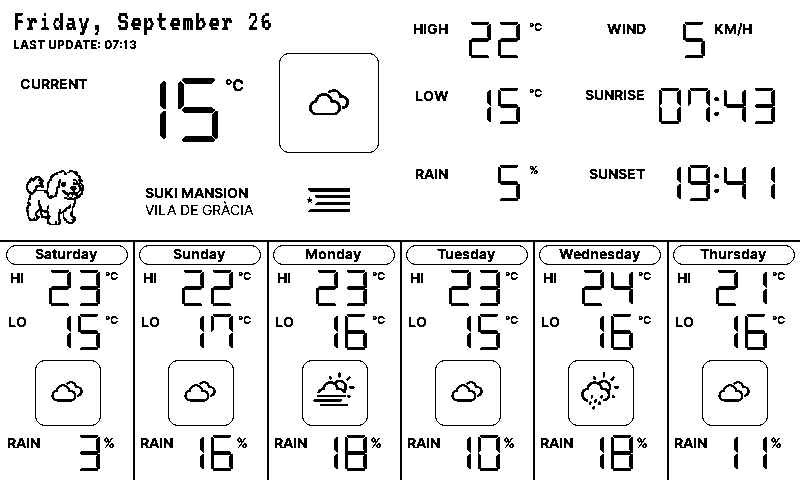 Friday, September 26
LAST UPDATE: 07:13
CURRENT 15 °C
SUKI MANSION
VILA DE GRÀCIA
HIGH 22 °C
LOW 15 °C
RAIN 5 %
WIND 5 KM/H
SUNRISE 07:43
SUNSET 19:41
Saturday
HI 23 °C
LO 15 °C
RAIN 3 %
Sunday
HI 22 °C
LO 17 °C
RAIN 16 %
Monday
HI 23 °C
LO 16 °C
RAIN 18 %
Tuesday
HI 23 °C
LO 15 °C
RAIN 10 %
Wednesday
HI 24 °C
LO 16 °C
RAIN 18 %
Thursday
HI 21 °C
LO 16 °C
RAIN 11 %